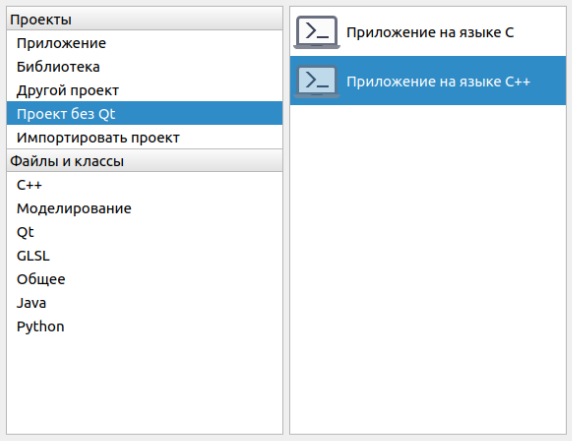 Проекты
Приложение
Библиотека
Другой проект
Проект без Qt
Импортировать проект
Файлы и классы
C++
Моделирование
Qt
GLSL
Общее
Java
Python
Приложение на языке C
Приложение на языке C++